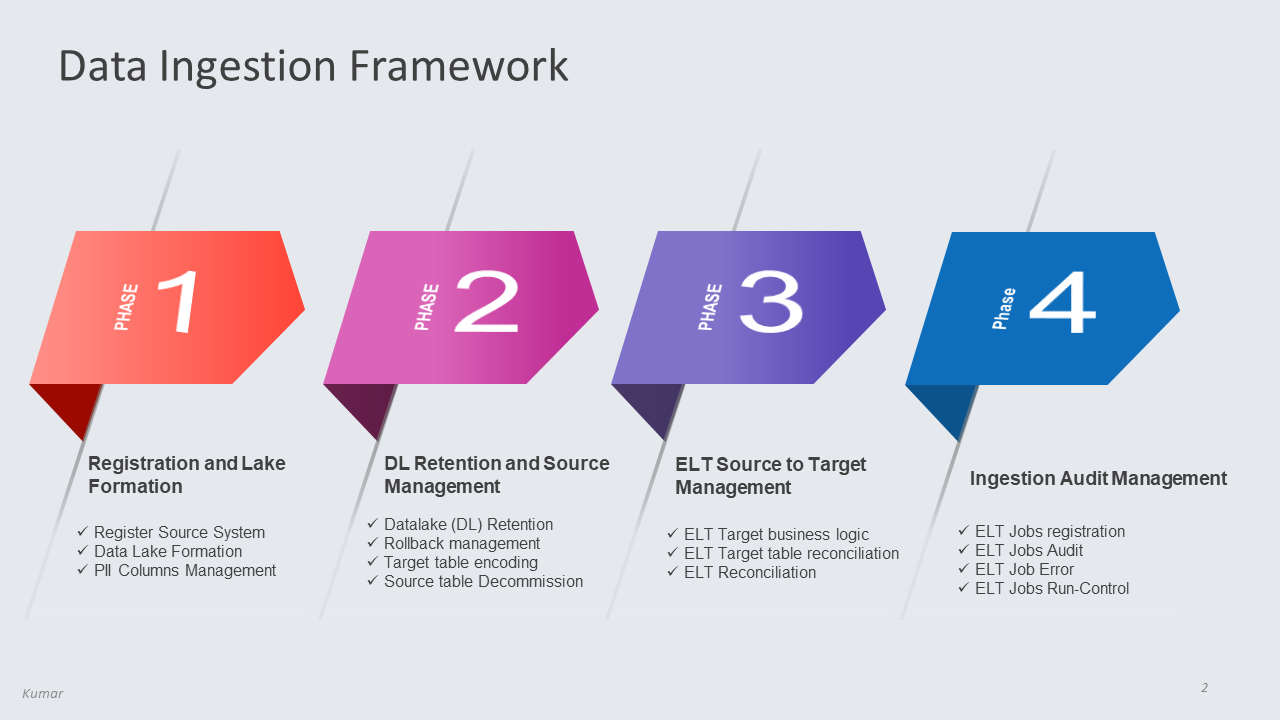 Data Ingestion Framework
PHASE 1
PHASE 2
PHASE 3
Phase 4
Registration and Lake
Formation
✓ Register Source System
✓ Data Lake Formation
✓ PII Columns Management
DL Retention and Source
Management
✓ Datalake (DL) Retention
✓ Rollback management
✓ Target table encoding
✓ Source table Decommission
ELT Source to Target
Management
✓ ELT Target business logic
✓ ELT Target table reconciliation
✓ ELT Reconciliation
Ingestion Audit Management
✓ ELT Jobs registration
✓ ELT Jobs Audit
✓ ELT Job Error
✓ ELT Jobs Run-Control
Kumar
2